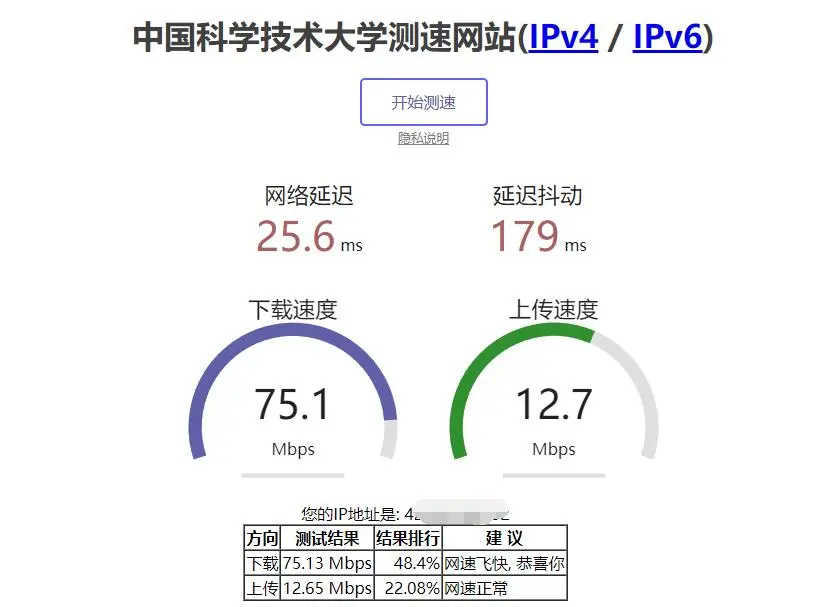 中国科学技术大学测速网站(IPv4 / IPv6)
开始测速
隐私说明
网络延迟 延迟抖动
25.6 ms 179 ms
下载速度 上传速度
75.1 12.7
Mbps Mbps
您的IP地址是: 4
方向 测试结果 结果排行 建 议
下载 75.13 Mbps 48.4% 网速飞快, 恭喜你
上传 12.65 Mbps 22.08% 网速正常